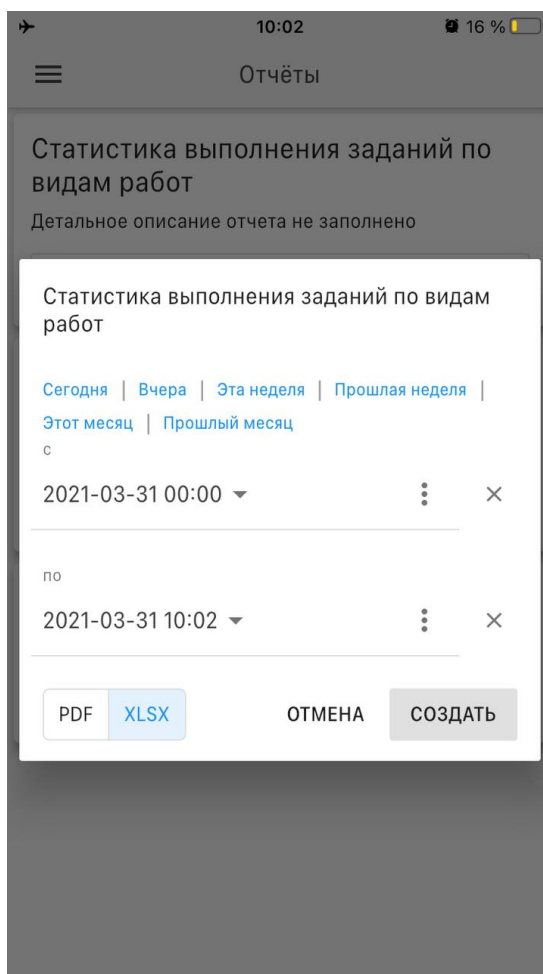 10:02
16 %
Отчёты
Статистика выполнения заданий по
видам работ
Детальное описание отчета не заполнено
Статистика выполнения заданий по видам
работ
Сегодня | Вчера | Эта неделя | Прошлая неделя |
Этот месяц | Прошлый месяц
с
2021-03-31 00:00
по
2021-03-31 10:02
PDF XLSX ОТМЕНА СОЗДАТЬ